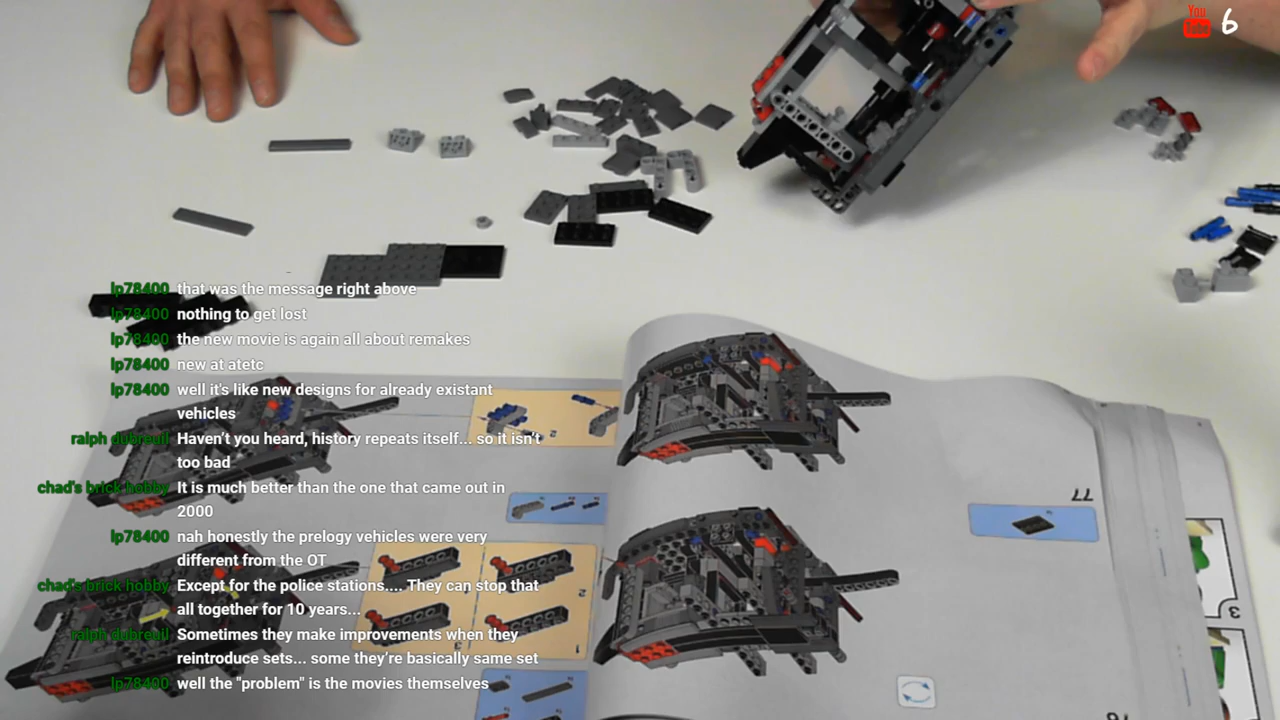 You
Tube 6
lp78400 that was the message right above
lp78400 nothing to get lost
lp78400 the new movie is again all about remakes
lp78400 new at atetc
lp78400 well it's like new designs for already existant
vehicles
ralph dubreuil Haven't you heard, history repeats itself... so it isn't
too bad
chad's brick hobby It is much better than the one that came out in
2000
lp78400 nah honestly the prelogy vehicles were very
different from the OT
chad's brick hobby Except for the police stations.... They can stop that
all together for 10 years...
ralph dubreuil Sometimes they make improvements when they
reintroduce sets... some they're basically same set
lp78400 well the "problem" is the movies themselves
77
3
2
1
3